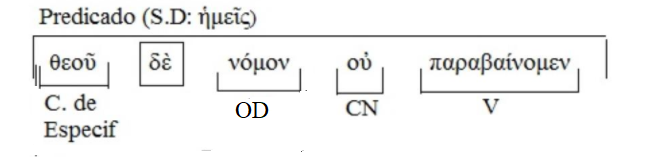 Predicado (S.D: ἡμεῖς)
θεοῦ δὲ νόμον οὐ παραβαίνομεν
C. de OD CN V
Especif